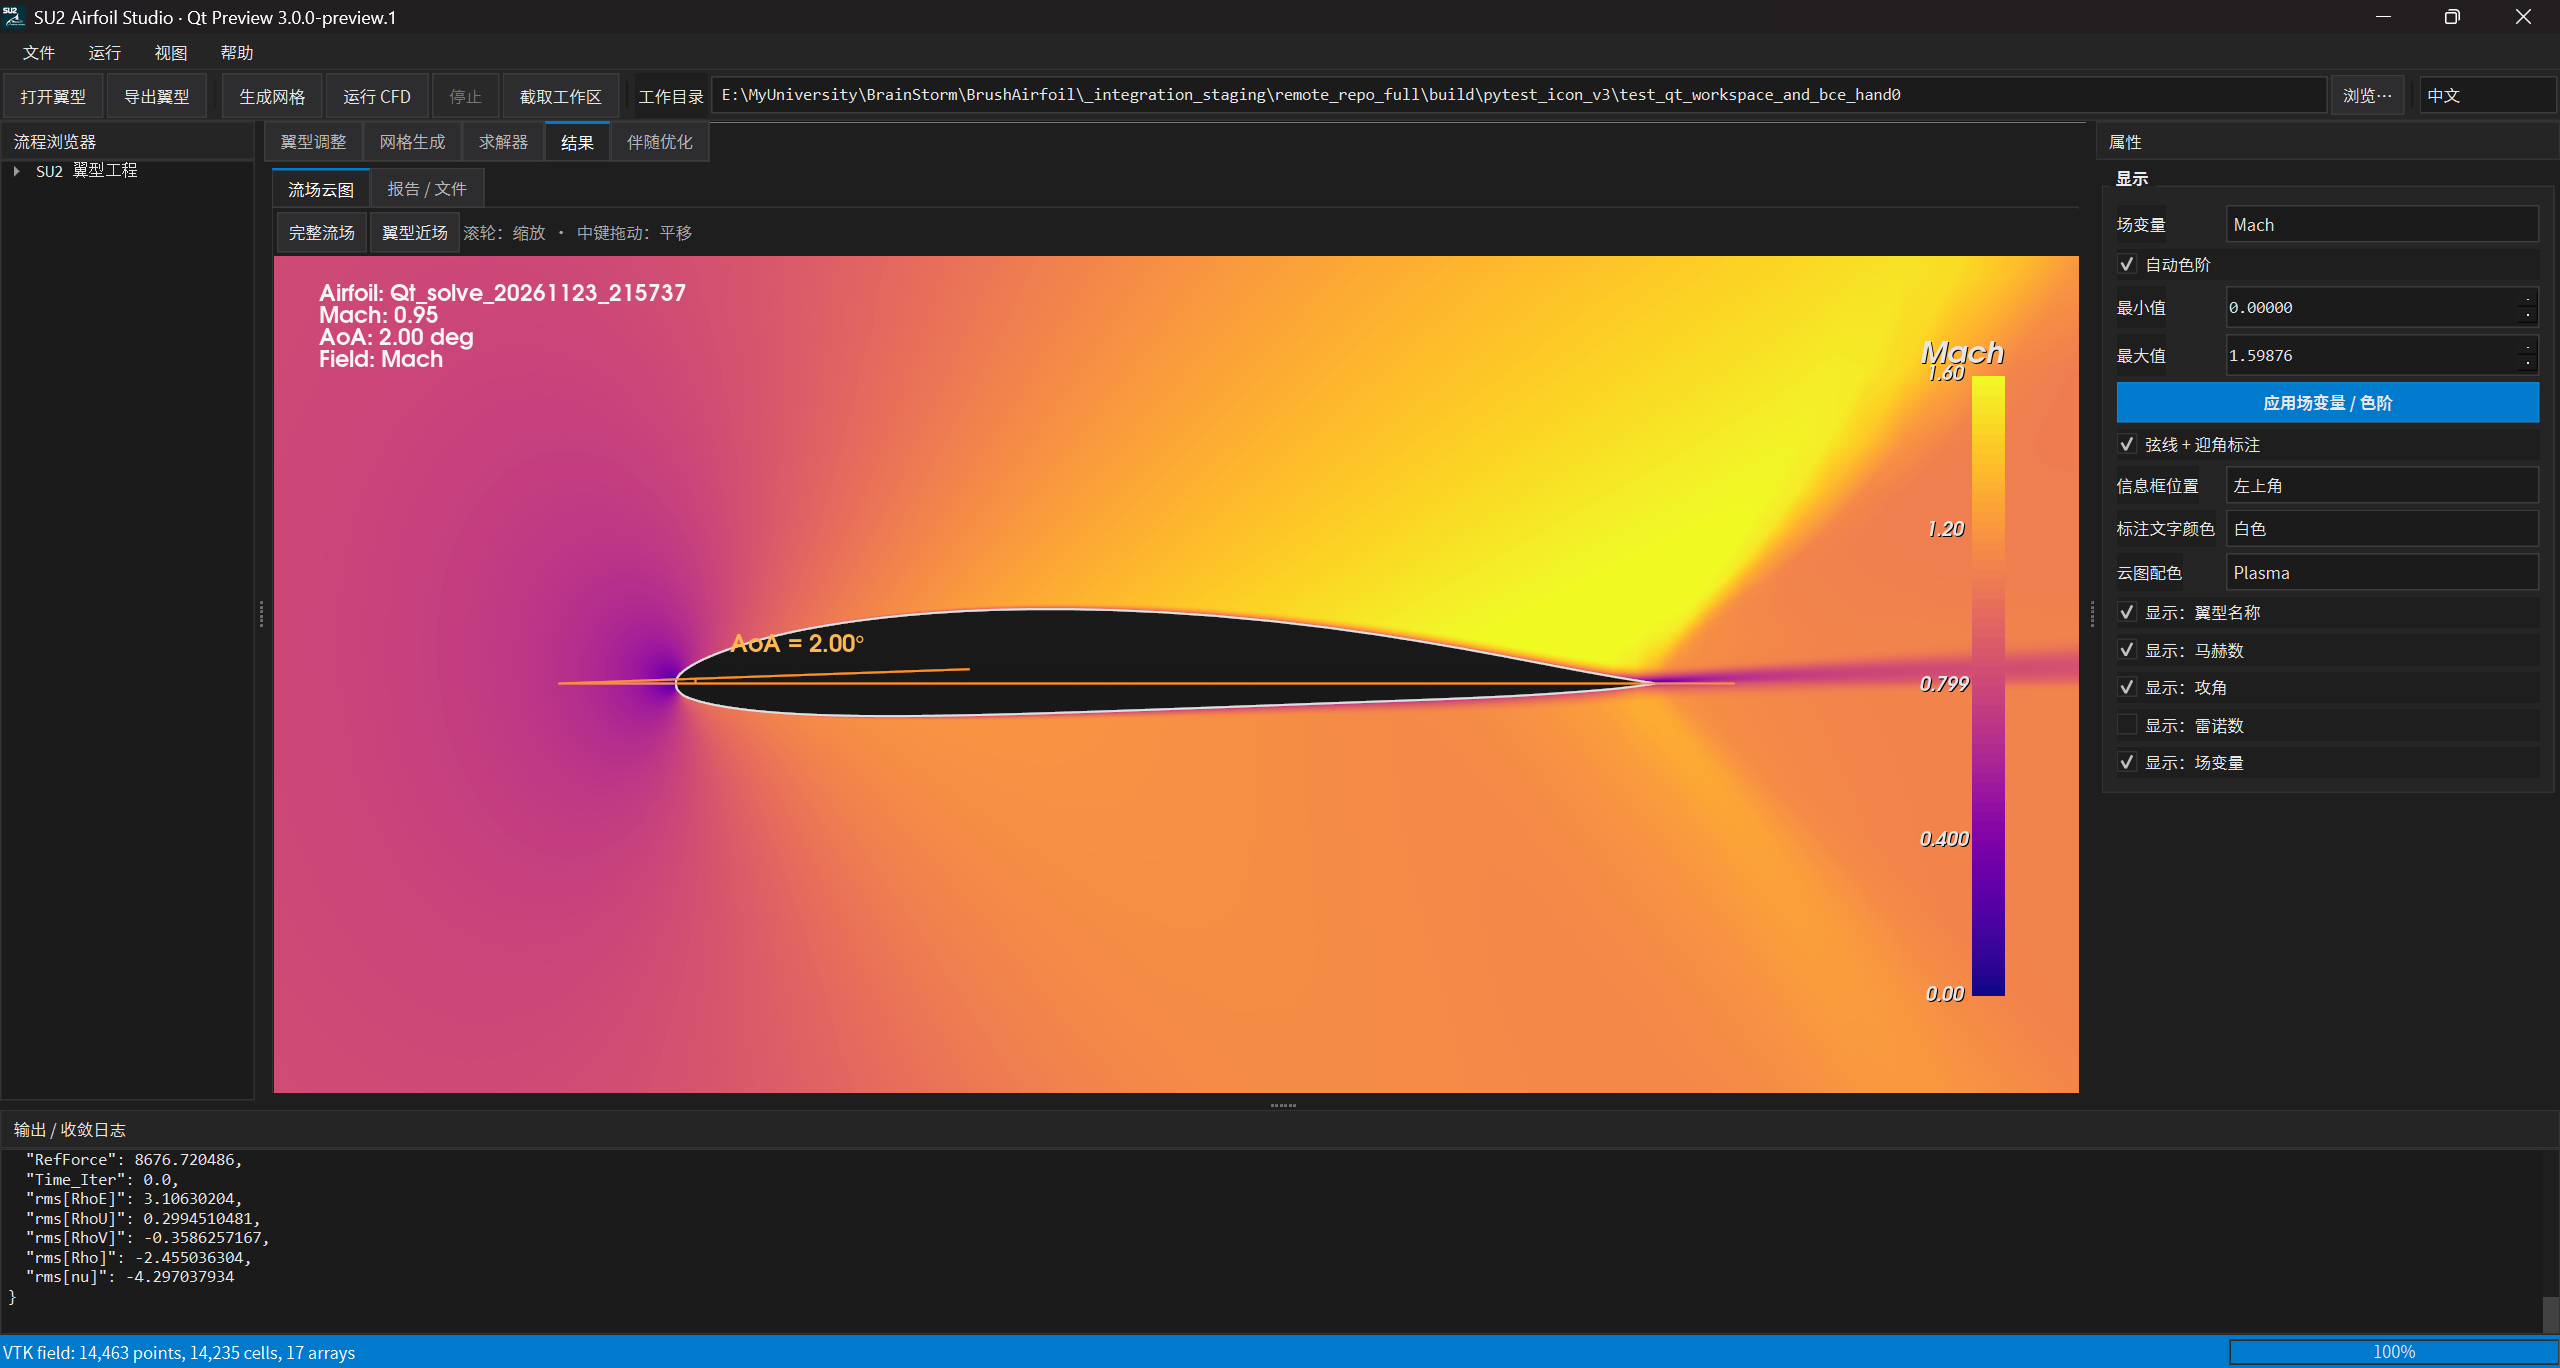 SU2 Airfoil Studio · Qt Preview 3.0.0-preview.1
文件 运行 视图 帮助
打开翼型 导出翼型 生成网格 运行 CFD 停止 截取工作区 工作目录 E:\MyUniversity\BrainStorm\BrushAirfoil\_integration_staging\remote_repo_full\build\pytest_icon_v3\test_qt_workspace_and_bce_hand0 浏览… 中文
流程浏览器
SU2 翼型工程
翼型调整 网格生成 求解器 结果 伴随优化
流场云图 报告 / 文件
完整流场 翼型近场 滚轮：缩放 · 中键拖动：平移
Airfoil: Qt_solve_20261123_215737
Mach: 0.95
AoA: 2.00 deg
Field: Mach
AoA = 2.00°
Mach
1.60
1.20
0.799
0.400
0.00
属性
显示
场变量 Mach
自动色阶
最小值 0.00000
最大值 1.59876
应用场变量 / 色阶
弦线 + 迎角标注
信息框位置 左上角
标注文字颜色 白色
云图配色 Plasma
显示：翼型名称
显示：马赫数
显示：攻角
显示：雷诺数
显示：场变量
输出 / 收敛日志
"RefForce": 8676.720486,
"Time_Iter": 0.0,
"rms[RhoE]": 3.10630204,
"rms[RhoU]": 0.2994510481,
"rms[RhoV]": -0.3586257167,
"rms[Rho]": -2.455036304,
"rms[nu]": -4.297037934
}
VTK field: 14,463 points, 14,235 cells, 17 arrays
100%